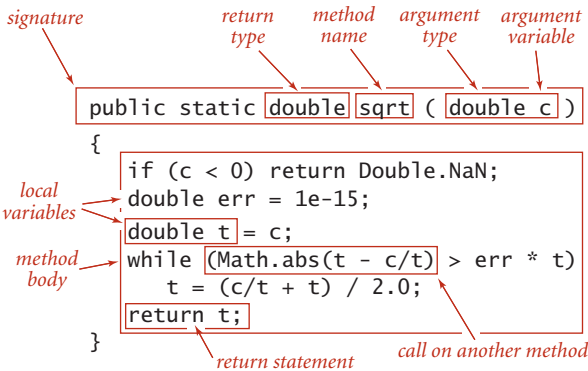 signature
return type
method name
argument type
argument variable
public static double sqrt ( double c )
{
if (c < 0) return Double.NaN;
double err = 1e-15;
local variables
double t = c;
method body
while (Math.abs(t - c/t) > err * t)
t = (c/t + t) / 2.0;
return t;
}
return statement
call on another method